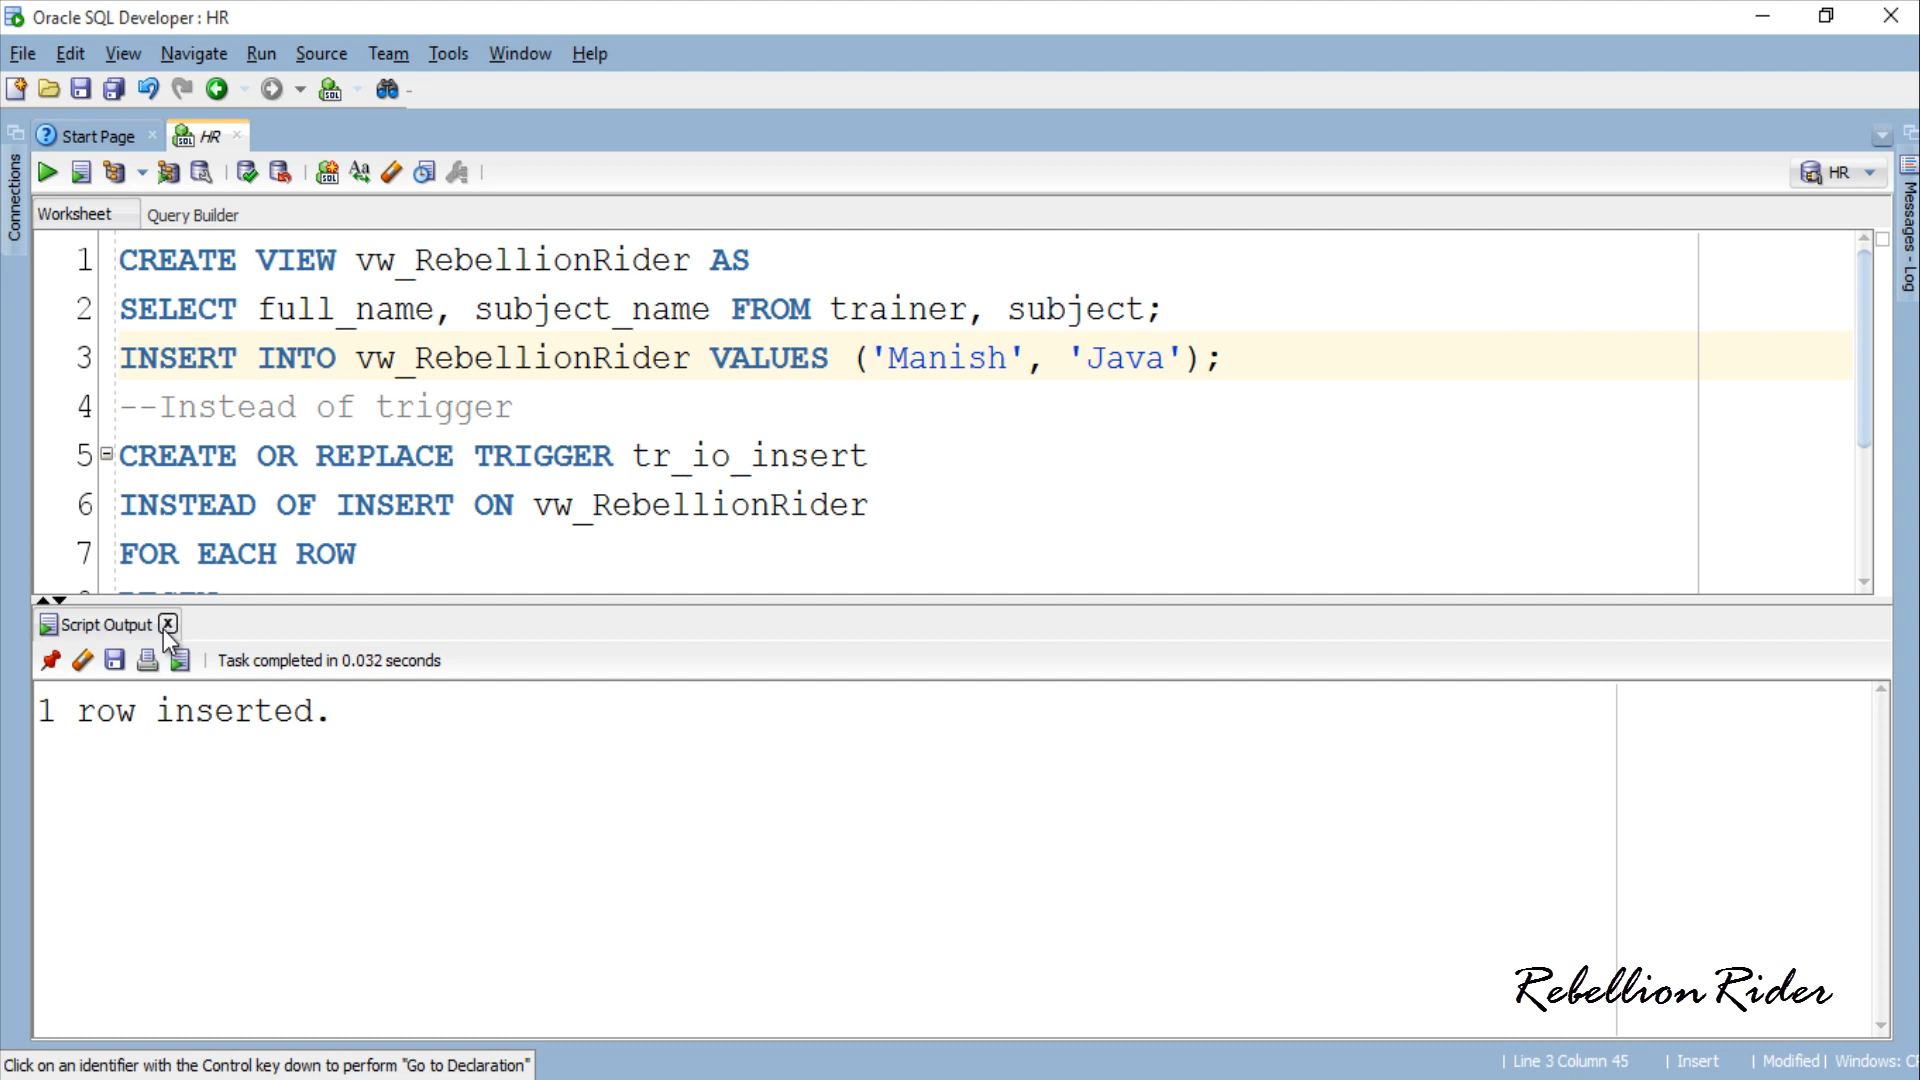 Oracle SQL Developer : HR
File Edit View Navigate Run Source Team Tools Window Help
Start Page HR
Connections
HR
Messages - Log
Worksheet Query Builder
1 CREATE VIEW vw_RebellionRider AS
2 SELECT full_name, subject_name FROM trainer, subject;
3 INSERT INTO vw_RebellionRider VALUES ('Manish', 'Java');
4 --Instead of trigger
5 CREATE OR REPLACE TRIGGER tr_io_insert
6 INSTEAD OF INSERT ON vw_RebellionRider
7 FOR EACH ROW
Script Output
Task completed in 0.032 seconds
1 row inserted.
Rebellion Rider
Click on an identifier with the Control key down to perform "Go to Declaration"
| Line 3 Column 45 | Insert | Modified | Windows: